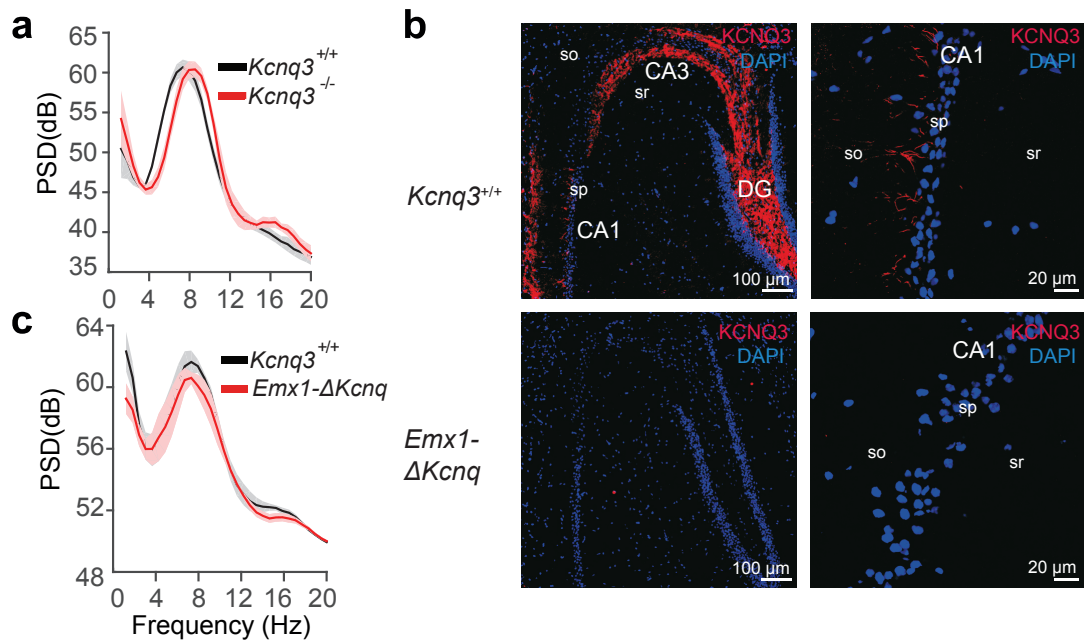 a
Kcnq3+/+
Kcnq3-/-
PSD(dB)
65
60
55
50
45
40
35
0 4 8 12 16 20
b
Kcnq3+/+
KCNQ3
DAPI
so
CA3
sr
sp
DG
CA1
100 µm
KCNQ3
DAPI
CA1
sp
so
sr
20 µm
c
Kcnq3+/+
Emx1-ΔKcnq
PSD(dB)
64
60
56
52
48
0 4 8 12 16 20
Frequency (Hz)
Emx1-
ΔKcnq
KCNQ3
DAPI
100 µm
KCNQ3
DAPI
CA1
sp
so
sr
20 µm